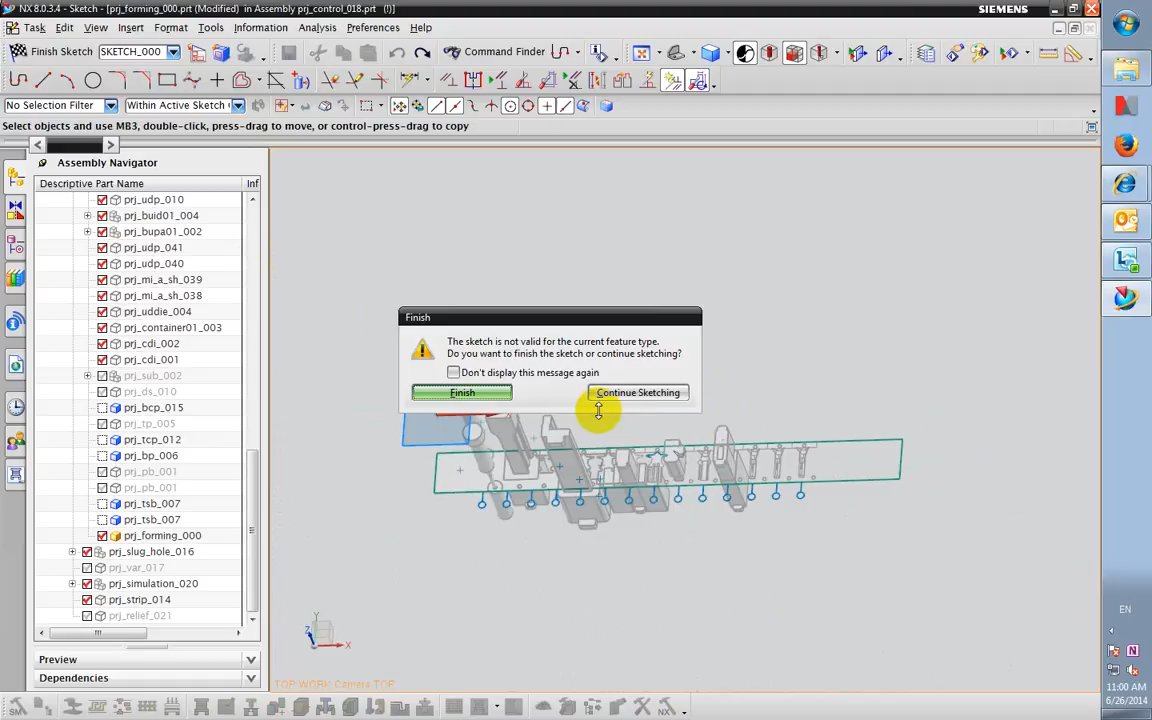 NX 8.0.3.4 - Sketch - [prj_forming_000.prt (Modified)  in Assembly prj_control_018.prt  (!)]
SIEMENS
Task Edit View Insert Format Tools Information Analysis Preferences Help
Finish Sketch SKETCH_000 Command Finder
No Selection Filter Within Active Sketch
Select objects and use MB3, double-click, press-drag to move, or control-press-drag to copy
Assembly Navigator
Descriptive Part Name Inf
prj_udp_010
prj_buid01_004
prj_bupa01_002
prj_udp_041
prj_udp_040
prj_mi_a_sh_039
prj_mi_a_sh_038
prj_uddie_004
prj_container01_003
prj_cdi_002
prj_cdi_001
prj_sub_002
prj_ds_010
prj_bcp_015
prj_tp_005
prj_tcp_012
prj_bp_006
prj_pb_001
prj_pb_001
prj_tsb_007
prj_tsb_007
prj_forming_000
prj_slug_hole_016
prj_var_017
prj_simulation_020
prj_strip_014
prj_relief_021
Preview
Dependencies
Finish
The sketch is not valid for the current feature type.
Do you want to finish the sketch or continue sketching?
Don't display this message again
Finish Continue Sketching
Y
Z
X
TOP WORK Camera TOP
EN
11:00 AM
6/26/2014